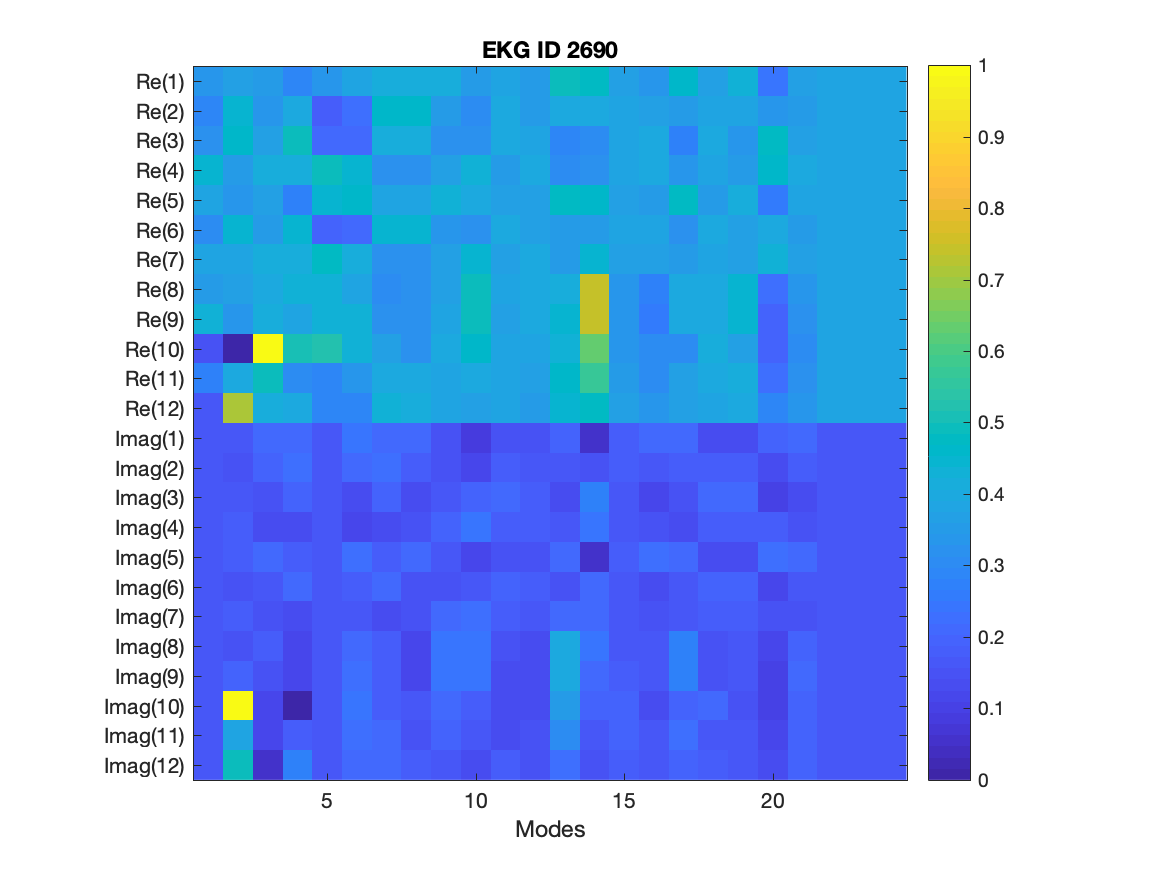 EKG ID 2690
Re(1)
Re(2)
Re(3)
Re(4)
Re(5)
Re(6)
Re(7)
Re(8)
Re(9)
Re(10)
Re(11)
Re(12)
Imag(1)
Imag(2)
Imag(3)
Imag(4)
Imag(5)
Imag(6)
Imag(7)
Imag(8)
Imag(9)
Imag(10)
Imag(11)
Imag(12)
5 10 15 20
Modes
1
0.9
0.8
0.7
0.6
0.5
0.4
0.3
0.2
0.1
0